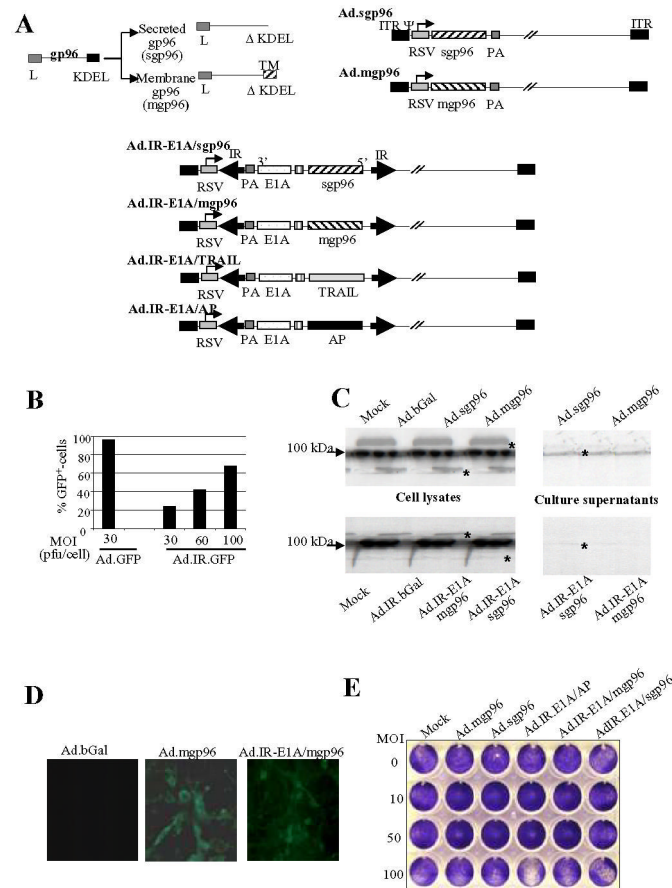 A
L
gp96
KDEL
Secreted
gp96
(sgp96)
Membrane
gp96
(mgp96)
L
Δ KDEL
TM
L
Δ KDEL
Ad.sgp96
ITR Ψ
ITR
RSV
sgp96
PA
Ad.mgp96
RSV
mgp96
PA
Ad.IR-E1A/sgp96
IR
3'
5'
IR
RSV
PA
E1A
sgp96
Ad.IR-E1A/mgp96
RSV
PA
E1A
mgp96
Ad.IR-E1A/TRAIL
RSV
PA
E1A
TRAIL
Ad.IR-E1A/AP
RSV
PA
E1A
AP
B
% GFP+-cells
100
80
60
40
20
0
MOI
(pfu/cell)
30
30
60
100
Ad.GFP
Ad.IR.GFP
C
Mock
Ad.bGal
Ad.sgp96
Ad.mgp96
Ad.sgp96
Ad.mgp96
100 kDa
*
*
*
Cell lysates
Culture supernatants
100 kDa
*
*
*
Mock
Ad.IR.bGal
Ad.IR-E1A
mgp96
Ad.IR-E1A
sgp96
Ad.IR-E1A
sgp96
Ad.IR-E1A
mgp96
D
Ad.bGal
Ad.mgp96
Ad.IR-E1A/mgp96
E
Mock
Ad.mgp96
Ad.sgp96
Ad.IR.E1A/AP
Ad.IR-E1A/mgp96
AdIR.E1A/sgp96
MOI
0
10
50
100